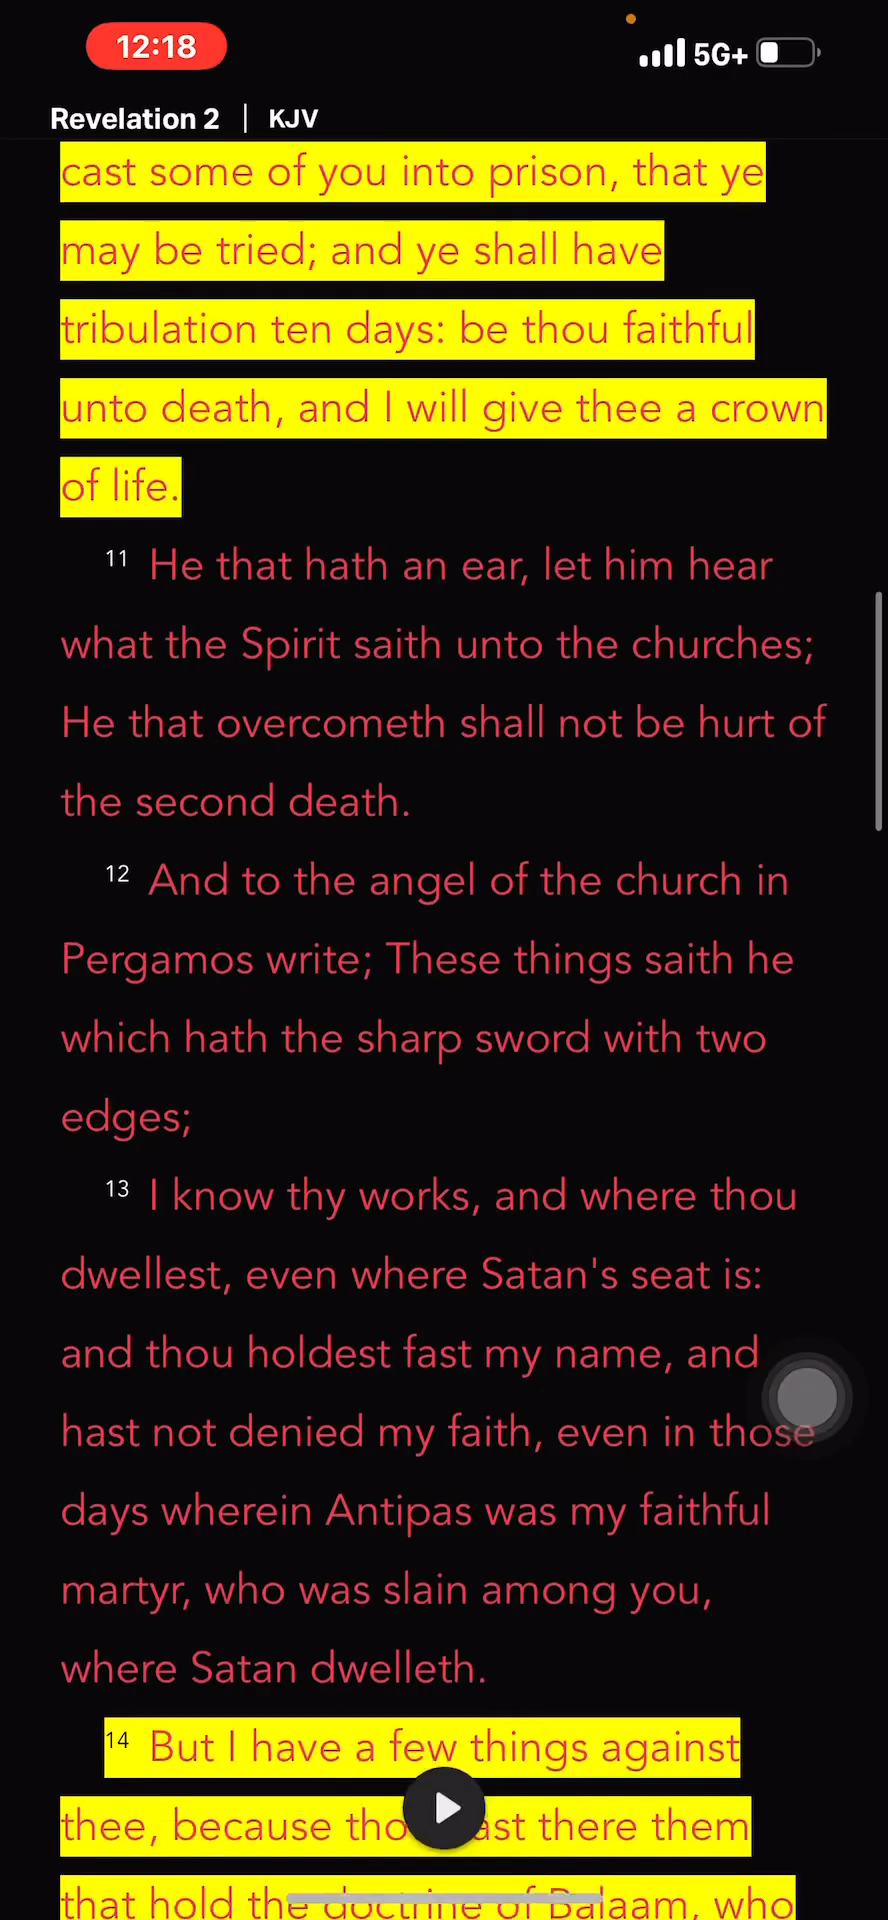 12:18
5G+
Revelation 2 | KJV
cast some of you into prison, that ye
may be tried; and ye shall have
tribulation ten days: be thou faithful
unto death, and I will give thee a crown
of life.
11 He that hath an ear, let him hear
what the Spirit saith unto the churches;
He that overcometh shall not be hurt of
the second death.
12 And to the angel of the church in
Pergamos write; These things saith he
which hath the sharp sword with two
edges;
13 I know thy works, and where thou
dwellest, even where Satan's seat is:
and thou holdest fast my name, and
hast not denied my faith, even in those
days wherein Antipas was my faithful
martyr, who was slain among you,
where Satan dwelleth.
14 But I have a few things against
thee, because there them
that hold the doctrine of Balaam, who